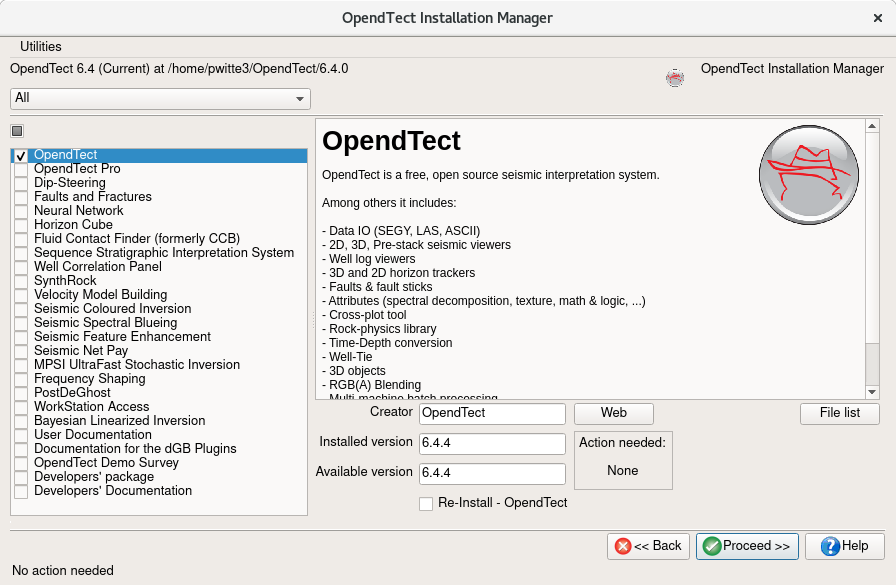 OpendTect Installation Manager
Utilities
OpendTect 6.4 (Current) at /home/pwitte3/OpendTect/6.4.0
OpendTect Installation Manager
All
OpendTect
OpendTect Pro
Dip-Steering
Faults and Fractures
Neural Network
Horizon Cube
Fluid Contact Finder (formerly CCB)
Sequence Stratigraphic Interpretation System
Well Correlation Panel
SynthRock
Velocity Model Building
Seismic Coloured Inversion
Seismic Spectral Blueing
Seismic Feature Enhancement
Seismic Net Pay
MPSI UltraFast Stochastic Inversion
Frequency Shaping
PostDeGhost
WorkStation Access
Bayesian Linearized Inversion
User Documentation
Documentation for the dGB Plugins
OpendTect Demo Survey
Developers' package
Developers' Documentation
OpendTect
OpendTect is a free, open source seismic interpretation system.
Among others it includes:
- Data IO (SEGY, LAS, ASCII)
- 2D, 3D, Pre-stack seismic viewers
- Well log viewers
- 3D and 2D horizon trackers
- Faults & fault sticks
- Attributes (spectral decomposition, texture, math & logic, ...)
- Cross-plot tool
- Rock-physics library
- Time-Depth conversion
- Well-Tie
- 3D objects
- RGB(A) Blending
- Multi-machine batch processing
Creator OpendTect Web File list
Installed version 6.4.4 Action needed:
Available version 6.4.4 None
Re-Install - OpendTect
<< Back Proceed >> Help
No action needed